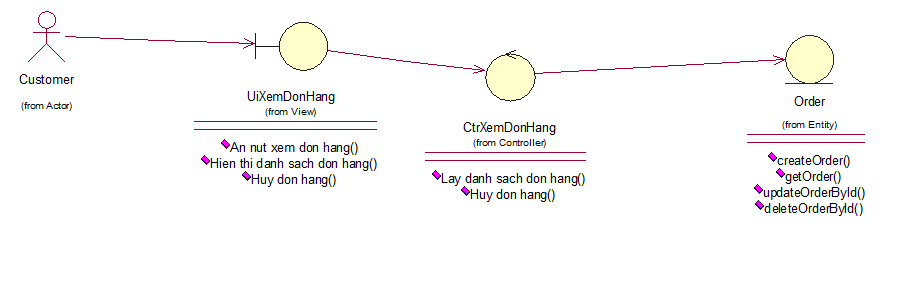 Customer
(from Actor)
UiXemDonHang
(from View)
An nut xem don hang()
Hien thi danh sach don hang()
Huy don hang()
CtrXemDonHang
(from Controller)
Lay danh sach don hang()
Huy don hang()
Order
(from Entity)
createOrder()
getOrder()
updateOrderById()
deleteOrderById()